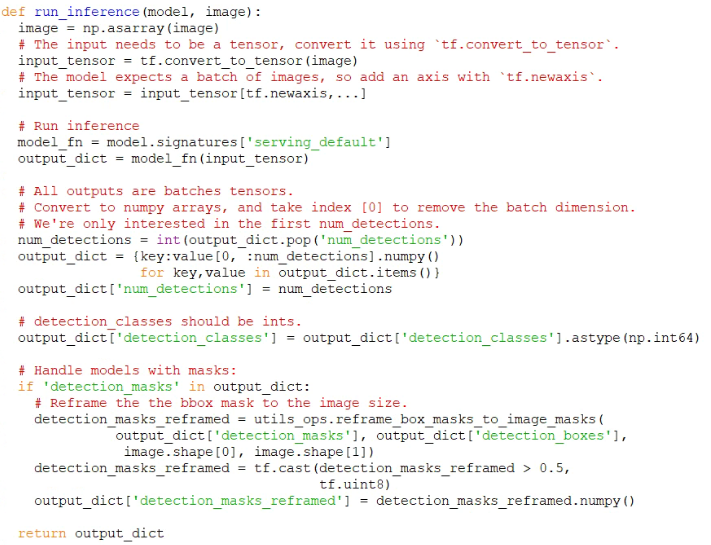 def run_inference(model, image):
  image = np.asarray(image)
  # The input needs to be a tensor, convert it using `tf.convert_to_tensor`.
  input_tensor = tf.convert_to_tensor(image)
  # The model expects a batch of images, so add an axis with `tf.newaxis`.
  input_tensor = input_tensor[tf.newaxis,...]

  # Run inference
  model_fn = model.signatures['serving_default']
  output_dict = model_fn(input_tensor)

  # All outputs are batches tensors.
  # Convert to numpy arrays, and take index [0] to remove the batch dimension.
  # We're only interested in the first num_detections.
  num_detections = int(output_dict.pop('num_detections'))
  output_dict = {key:value[0, :num_detections].numpy()
                 for key,value in output_dict.items()}
  output_dict['num_detections'] = num_detections

  # detection_classes should be ints.
  output_dict['detection_classes'] = output_dict['detection_classes'].astype(np.int64)

  # Handle models with masks:
  if 'detection_masks' in output_dict:
    # Reframe the the bbox mask to the image size.
    detection_masks_reframed = utils_ops.reframe_box_masks_to_image_masks(
              output_dict['detection_masks'], output_dict['detection_boxes'],
               image.shape[0], image.shape[1])
    detection_masks_reframed = tf.cast(detection_masks_reframed > 0.5,
                                       tf.uint8)
    output_dict['detection_masks_reframed'] = detection_masks_reframed.numpy()

  return output_dict